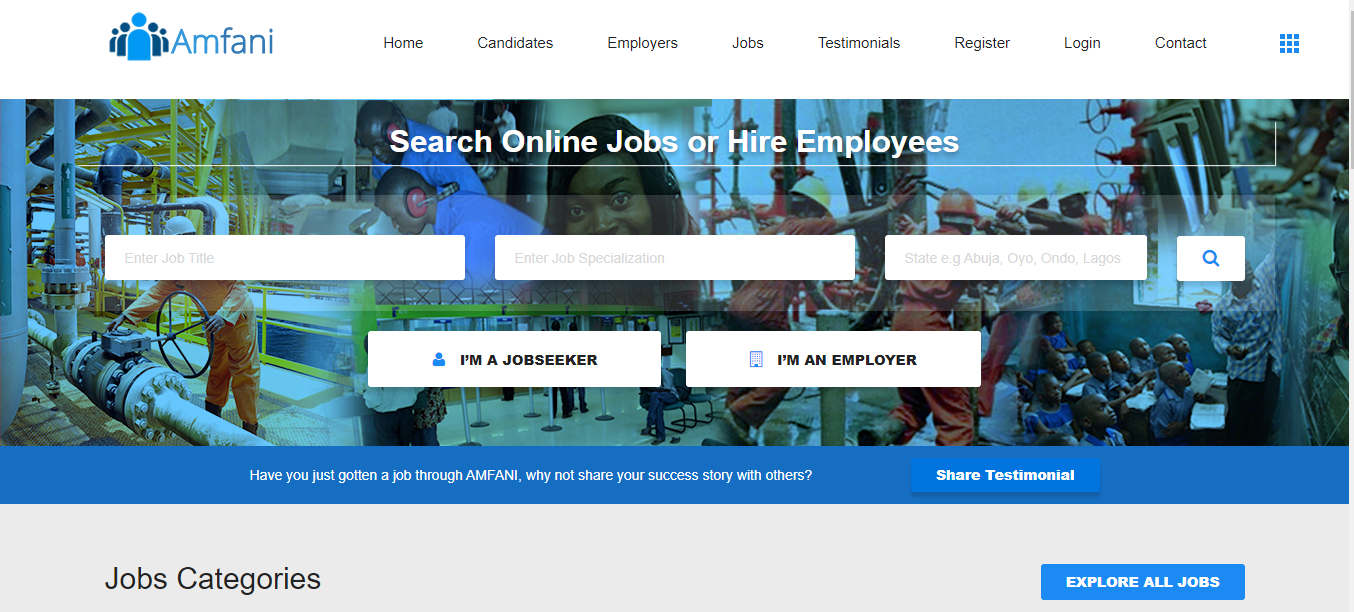 Amfani
Home Candidates Employers Jobs Testimonials Register Login Contact
Search Online Jobs or Hire Employees
Enter Job Title Enter Job Specialization State e.g Abuja, Oyo, Ondo, Lagos
I'M A JOBSEEKER I'M AN EMPLOYER
Have you just gotten a job through AMFANI, why not share your success story with others? Share Testimonial
Jobs Categories EXPLORE ALL JOBS